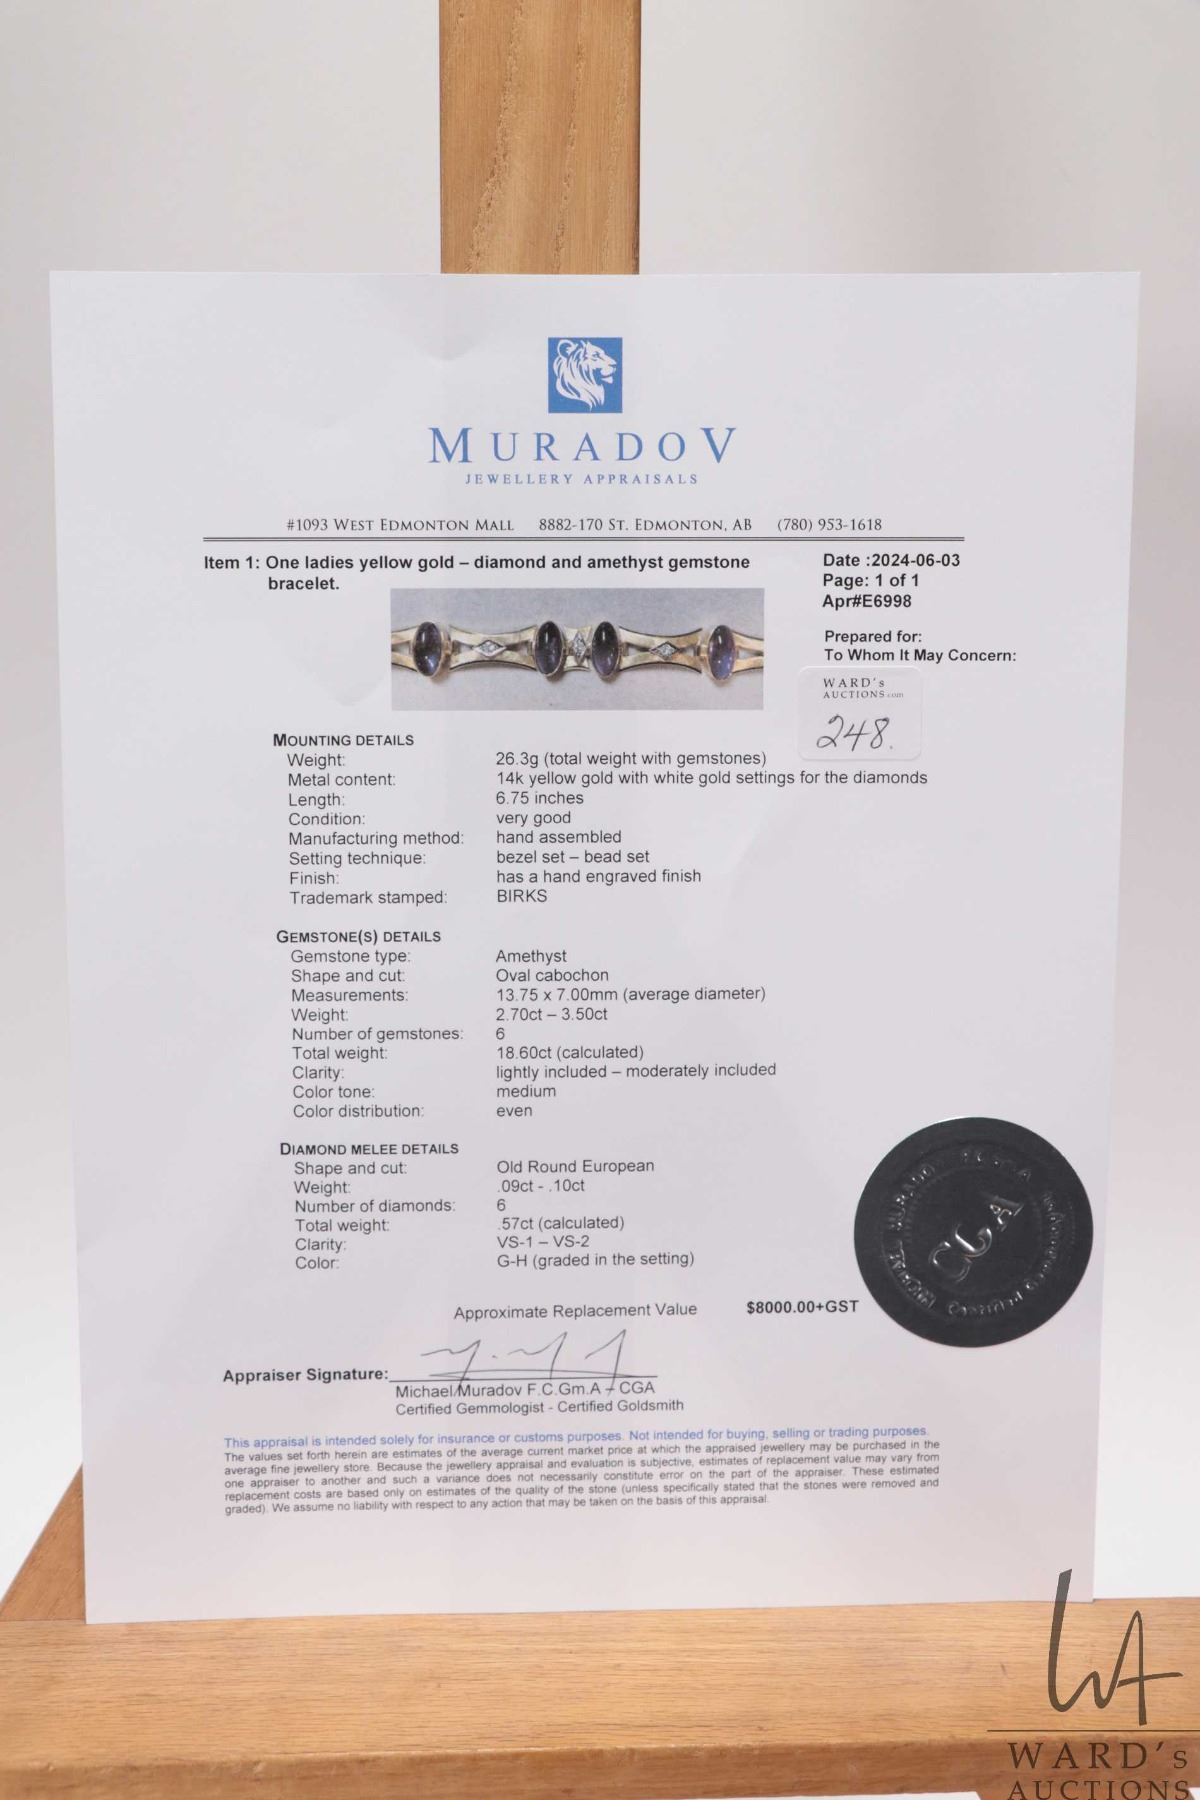 MURADOV
JEWELLERY APPRAISALS
#1093 WEST EDMONTON MALL 8882-170 ST. EDMONTON, AB (780) 953-1618
Item 1: One ladies yellow gold – diamond and amethyst gemstone
bracelet.
Date :2024-06-03
Page: 1 of 1
Apr#E6998
Prepared for:
To Whom It May Concern:
WARD's
AUCTIONS.com
248.
MOUNTING DETAILS
Weight: 26.3g (total weight with gemstones)
Metal content: 14k yellow gold with white gold settings for the diamonds
Length: 6.75 inches
Condition: very good
Manufacturing method: hand assembled
Setting technique: bezel set – bead set
Finish: has a hand engraved finish
Trademark stamped: BIRKS
GEMSTONE(S) DETAILS
Gemstone type: Amethyst
Shape and cut: Oval cabochon
Measurements: 13.75 x 7.00mm (average diameter)
Weight: 2.70ct – 3.50ct
Number of gemstones: 6
Total weight: 18.60ct (calculated)
Clarity: lightly included – moderately included
Color tone: medium
Color distribution: even
DIAMOND MELEE DETAILS
Shape and cut: Old Round European
Weight: .09ct - .10ct
Number of diamonds: 6
Total weight: .57ct (calculated)
Clarity: VS-1 – VS-2
Color: G-H (graded in the setting)
Approximate Replacement Value $8000.00+GST
Appraiser Signature:
Michael Muradov F.C.Gm.A – CGA
Certified Gemmologist - Certified Goldsmith
This appraisal is intended solely for insurance or customs purposes. Not intended for buying, selling or trading purposes.
The values set forth herein are estimates of the average current market price at which the appraised jewellery may be purchased in the
average fine jewellery store. Because the jewellery appraisal and evaluation is subjective, estimates of replacement value may vary from
one appraiser to another and such a variance does not necessarily constitute error on the part of the appraiser. These estimated
replacement costs are based only on estimates of the quality of the stone (unless specifically stated that the stones were removed and
graded). We assume no liability with respect to any action that may be taken on the basis of this appraisal.
CGA
WARD's
AUCTIONS